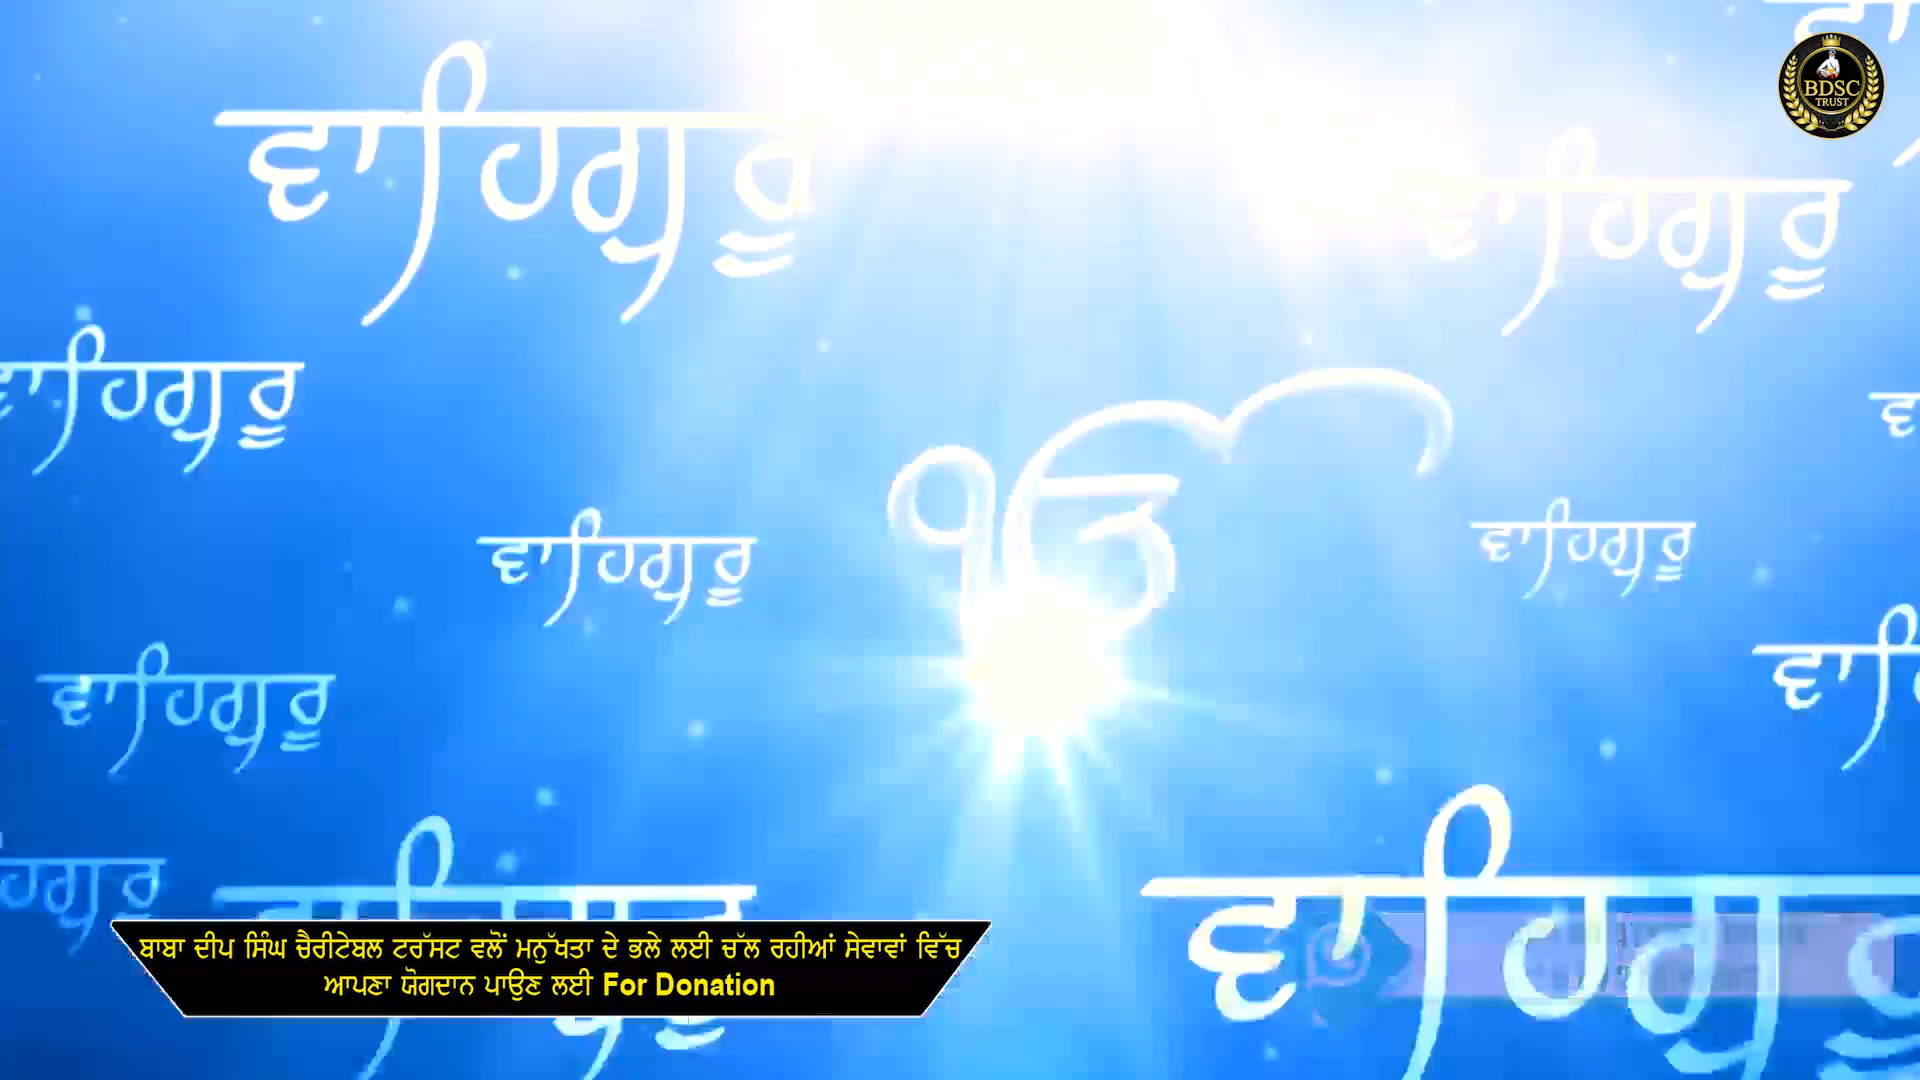 ਵਾਹਿਗੁਰੂ
BDSC
TRUST
ਵਾਹਿਗੁਰੂ
ਵਾਹਿਗੁਰੂ
ੴ
ਵਾਹਿਗੁਰੂ
ਵਾਹਿਗੁਰੂ
ਵਾਹਿਗੁਰੂ
ਵਾਹਿਗੁਰੂ
ਬਾਬਾ ਦੀਪ ਸਿੰਘ ਚੈਰੀਟੇਬਲ ਟਰੱਸਟ ਵਲੋਂ ਮਨੁੱਖਤਾ ਦੇ ਭਲੇ ਲਈ ਚੱਲ ਰਹੀਆਂ ਸੇਵਾਵਾਂ ਵਿੱਚ
ਆਪਣਾ ਯੋਗਦਾਨ ਪਾਉਣ ਲਈ For Donation